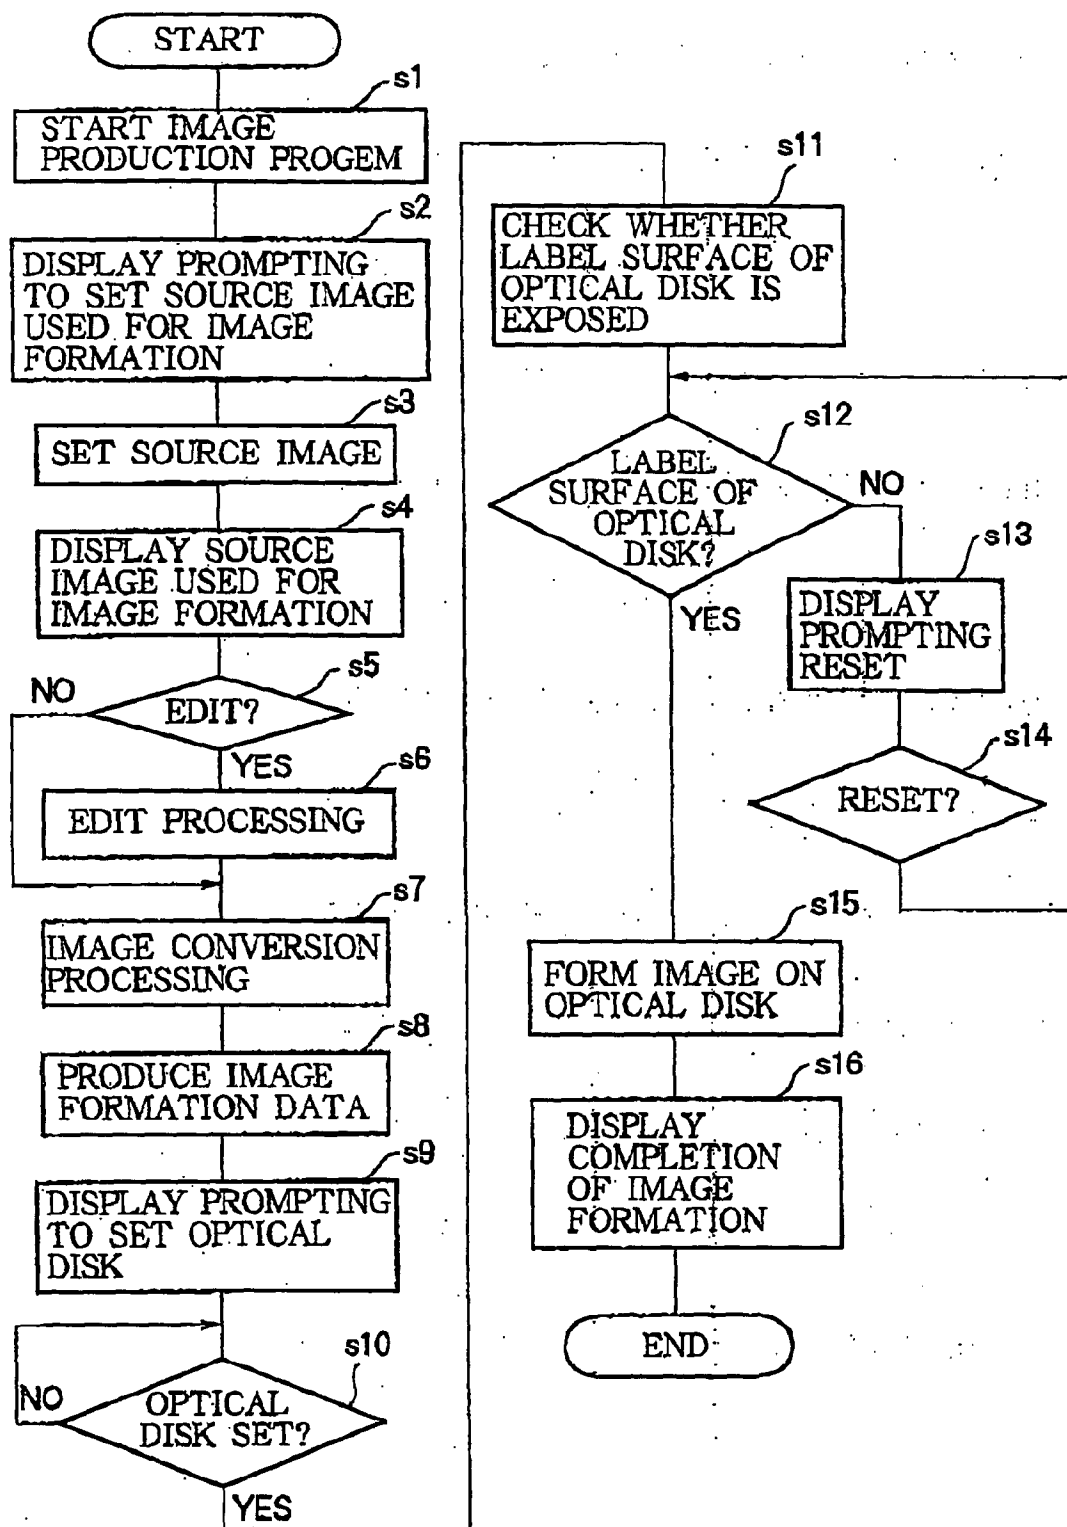 START
s1
START IMAGE
PRODUCTION PROGEM
s2
DISPLAY PROMPTING
TO SET SOURCE IMAGE
USED FOR IMAGE
FORMATION
s3
SET SOURCE IMAGE
s4
DISPLAY SOURCE
IMAGE USED FOR
IMAGE FORMATION
s5
NO
EDIT?
YES
s6
EDIT PROCESSING
s7
IMAGE CONVERSION
PROCESSING
s8
PRODUCE IMAGE
FORMATION DATA
s9
DISPLAY PROMPTING
TO SET OPTICAL
DISK
s10
NO
OPTICAL
DISK SET?
YES
s11
CHECK WHETHER
LABEL SURFACE OF
OPTICAL DISK IS
EXPOSED
s12
LABEL
SURFACE OF
OPTICAL
DISK?
NO
YES
s13
DISPLAY
PROMPTING
RESET
s14
RESET?
s15
FORM IMAGE ON
OPTICAL DISK
s16
DISPLAY
COMPLETION
OF IMAGE
FORMATION
END